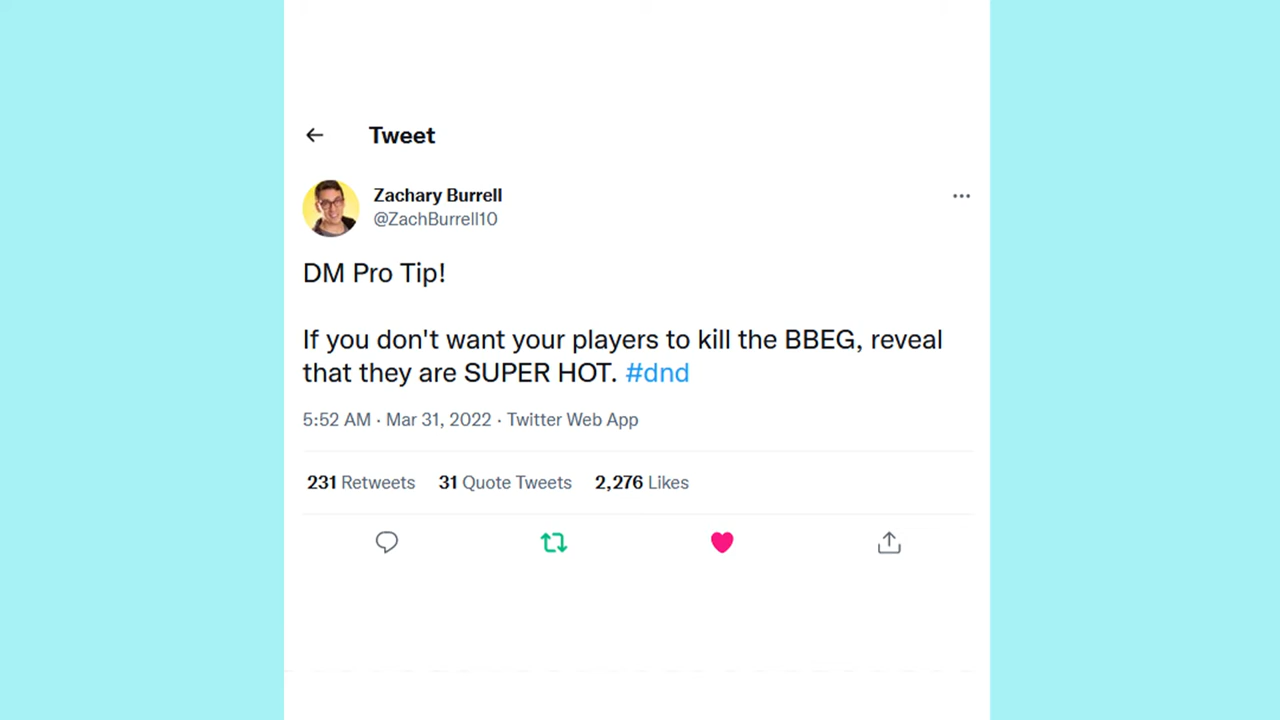 Tweet
Zachary Burrell
@ZachBurrell10
DM Pro Tip!
If you don't want your players to kill the BBEG, reveal
that they are SUPER HOT. #dnd
5:52 AM · Mar 31, 2022 · Twitter Web App
231 Retweets 31 Quote Tweets 2,276 Likes